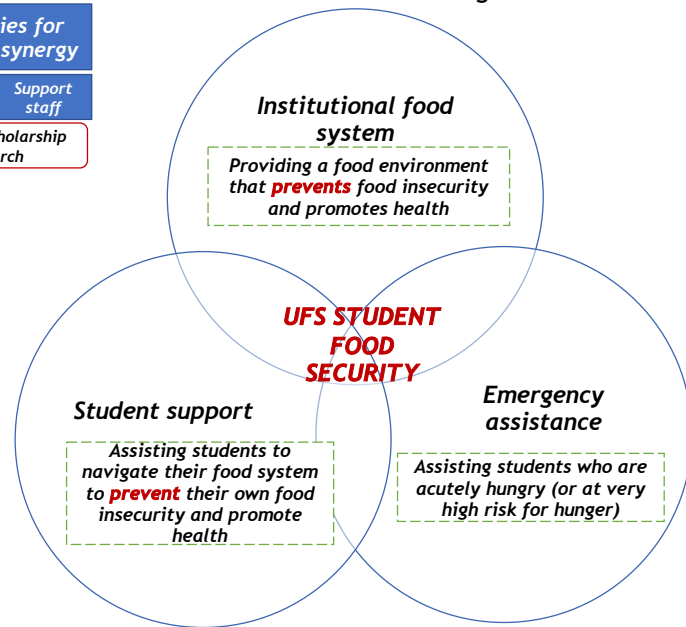 ies for
synergy
Support
staff
holarship
rch
Institutional food
system
Providing a food environment
that prevents food insecurity
and promotes health
UFS STUDENT
FOOD
SECURITY
Student support
Assisting students to
navigate their food system
to prevent their own food
insecurity and promote
health
Emergency
assistance
Assisting students who are
acutely hungry (or at very
high risk for hunger)